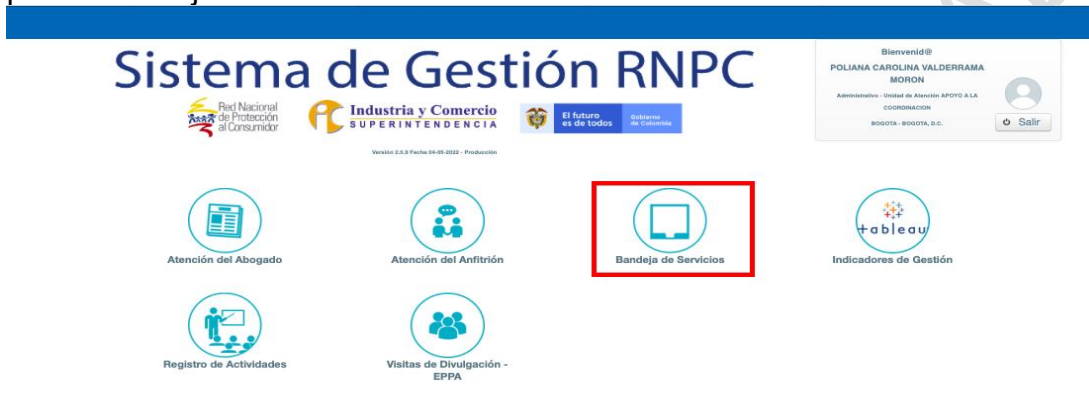 Sistema de Gestión RNPC
Bienvenid@
POLIANA CAROLINA VALDERRAMA
MORON
Administrativo - Unidad de Atención APOYO A LA
COORDINACION
BOGOTA - BOGOTA, D.C.
Salir
Red Nacional
de Protección
al Consumidor
Industria y Comercio
SUPERINTENDENCIA
El futuro
es de todos
Gobierno
de Colombia
Versión 2.5.9 Fecha 04-05-2022 - Producción
Atención del Abogado
Atención del Anfitrión
Bandeja de Servicios
+ableau
Indicadores de Gestión
Registro de Actividades
Visitas de Divulgación -
EPPA